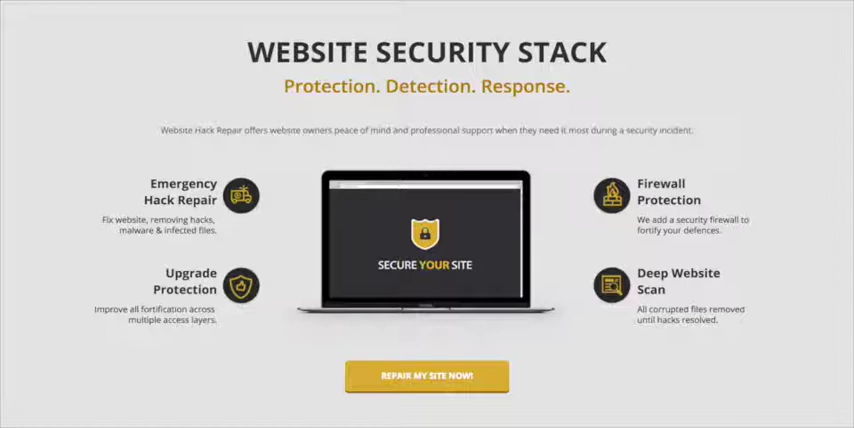 WEBSITE SECURITY STACK
Protection. Detection. Response.
Website Hack Repair offers website owners peace of mind and professional support when they need it most during a security incident.
Emergency
Hack Repair
Fix website, removing hacks,
malware & infected files.
Upgrade
Protection
Improve all fortification across
multiple access layers.
SECURE YOUR SITE
Firewall
Protection
We add a security firewall to
fortify your defences.
Deep Website
Scan
All corrupted files removed
until hacks resolved.
REPAIR MY SITE NOW!